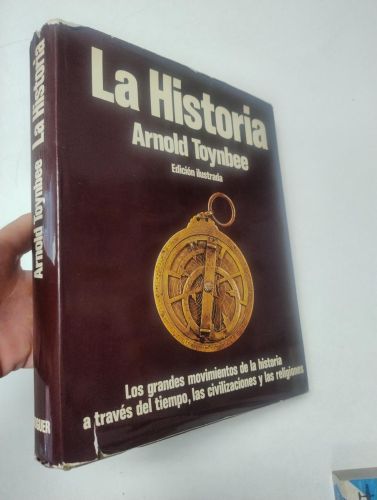 La Historia
Arnold Toynbee
Edición ilustrada
Los grandes movimientos de la historia
a través del tiempo, las civilizaciones y las religiones
Arnold Toynbee La Historia